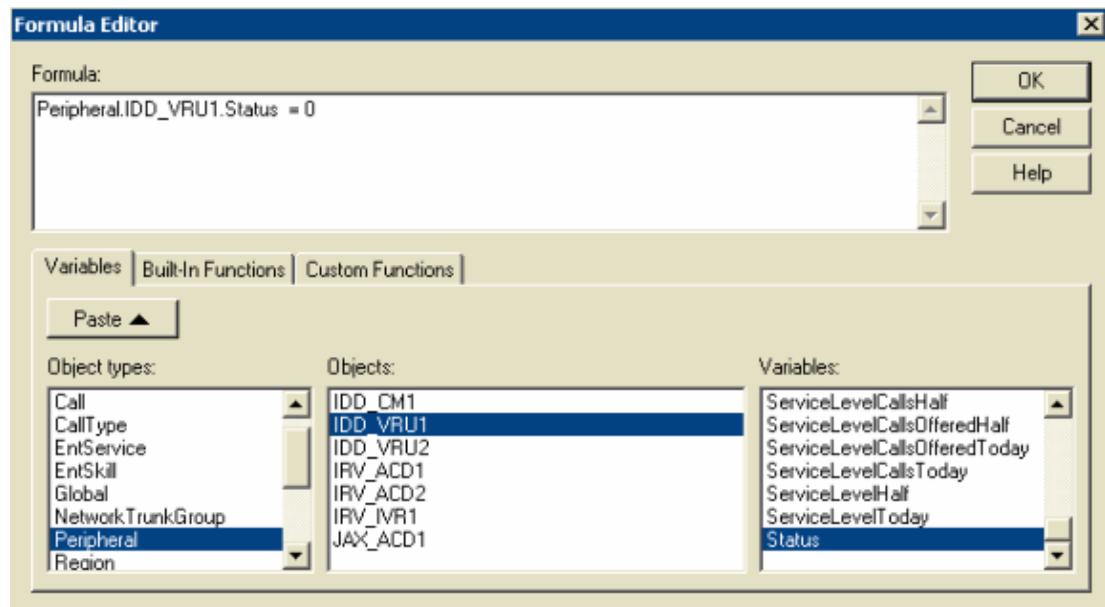 Formula Editor
Formula:
Peripheral.IDD_VRU1.Status = 0
OK
Cancel
Help
Variables
Built-In Functions
Custom Functions
Paste
Object types:
Call
CallType
EntService
EntSkill
Global
NetworkTrunkGroup
Peripheral
Region
Objects:
IDD_CM1
IDD_VRU1
IDD_VRU2
IRV_ACD1
IRV_ACD2
IRV_IVR1
JAX_ACD1
Variables:
ServiceLevelCallsHalf
ServiceLevelCallsOfferedHalf
ServiceLevelCallsOfferedToday
ServiceLevelCallsToday
ServiceLevelHalf
ServiceLevelToday
Status